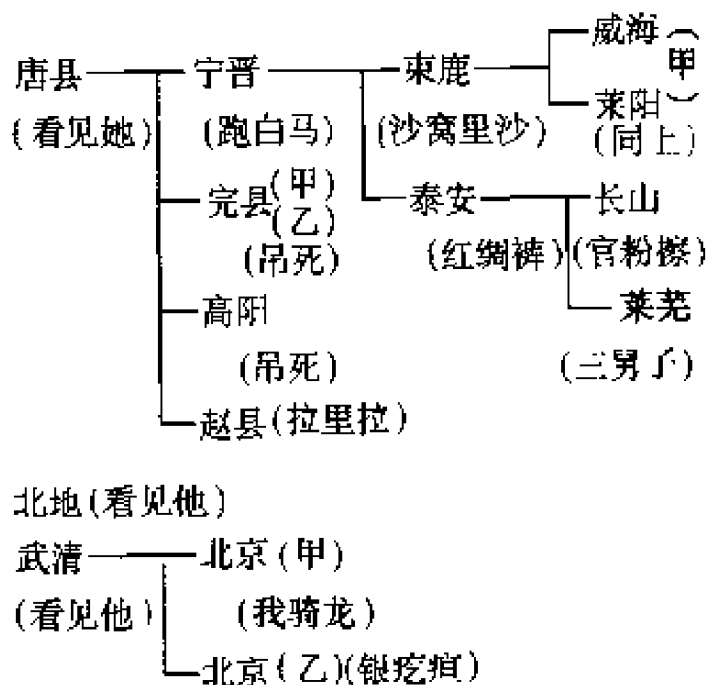 威海(甲)
唐县 宁晋 束鹿
莱阳
(看见她) (跑白马) (沙窝里沙) (同上)
完县(甲)(乙) 泰安 长山
(吊死) (红绸裤) (官粉擦)
高阳 莱芜
(吊死) (三舅子)
赵县(拉里拉)
北地(看见他)
武清 北京(甲)
(看见他) (我骑龙)
北京(乙)(银疙疸)